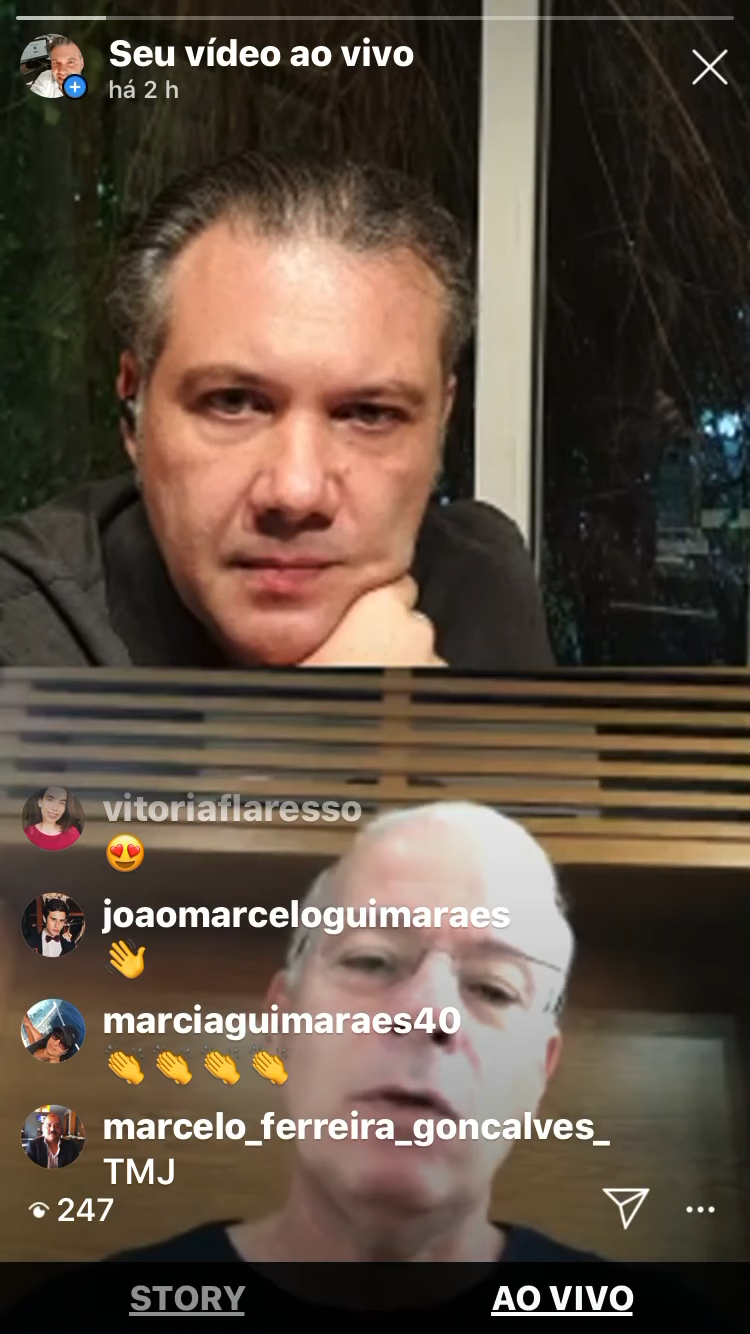 Seu vídeo ao vivo
há 2 h
vitoriaflaresso
😍
joaomarceloguimaraes
👋
marciaguimaraes40
👏👏👏👏
marcelo_ferreira_goncalves_
TMJ
247
STORY
AO VIVO